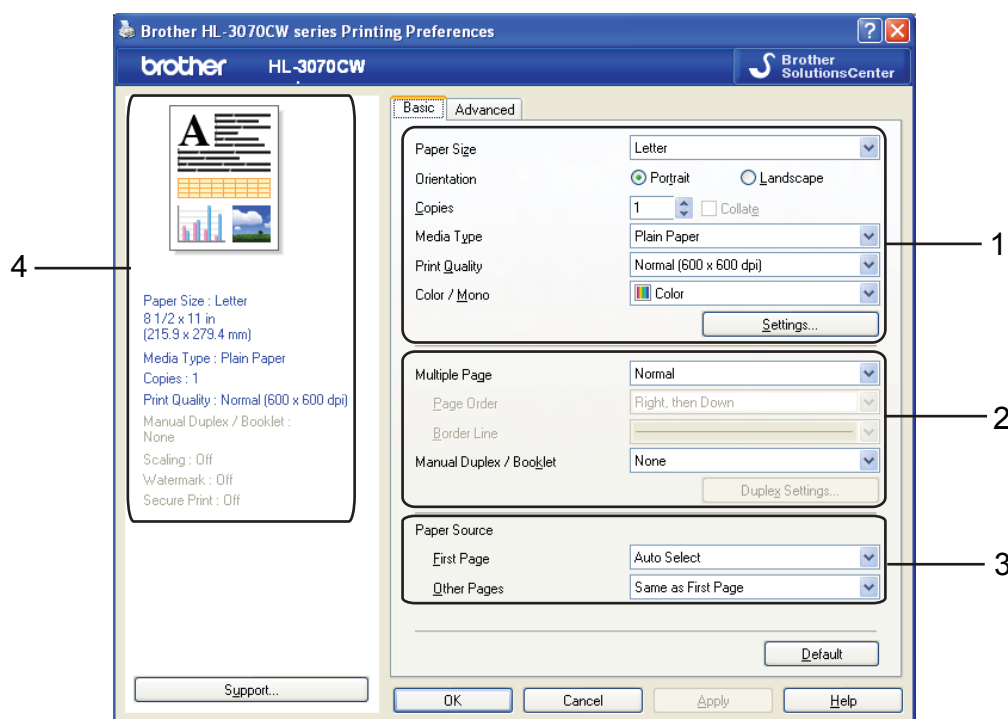 Brother HL-3070CW series Printing Preferences
brother HL-3070CW
Brother
SolutionsCenter
A
Paper Size : Letter
8 1/2 x 11 in
(215.9 x 279.4 mm)
Media Type : Plain Paper
Copies : 1
Print Quality : Normal (600 x 600 dpi)
Manual Duplex / Booklet :
None
Scaling : Off
Watermark : Off
Secure Print : Off
Support...
4
Basic Advanced
Paper Size Letter
Orientation Portrait Landscape
Copies 1 Collate
Media Type Plain Paper
Print Quality Normal (600 x 600 dpi)
Color / Mono Color
Settings...
1
Multiple Page Normal
Page Order Right, then Down
Border Line
Manual Duplex / Booklet None
Duplex Settings...
2
Paper Source
First Page Auto Select
Other Pages Same as First Page
3
Default
OK Cancel Apply Help